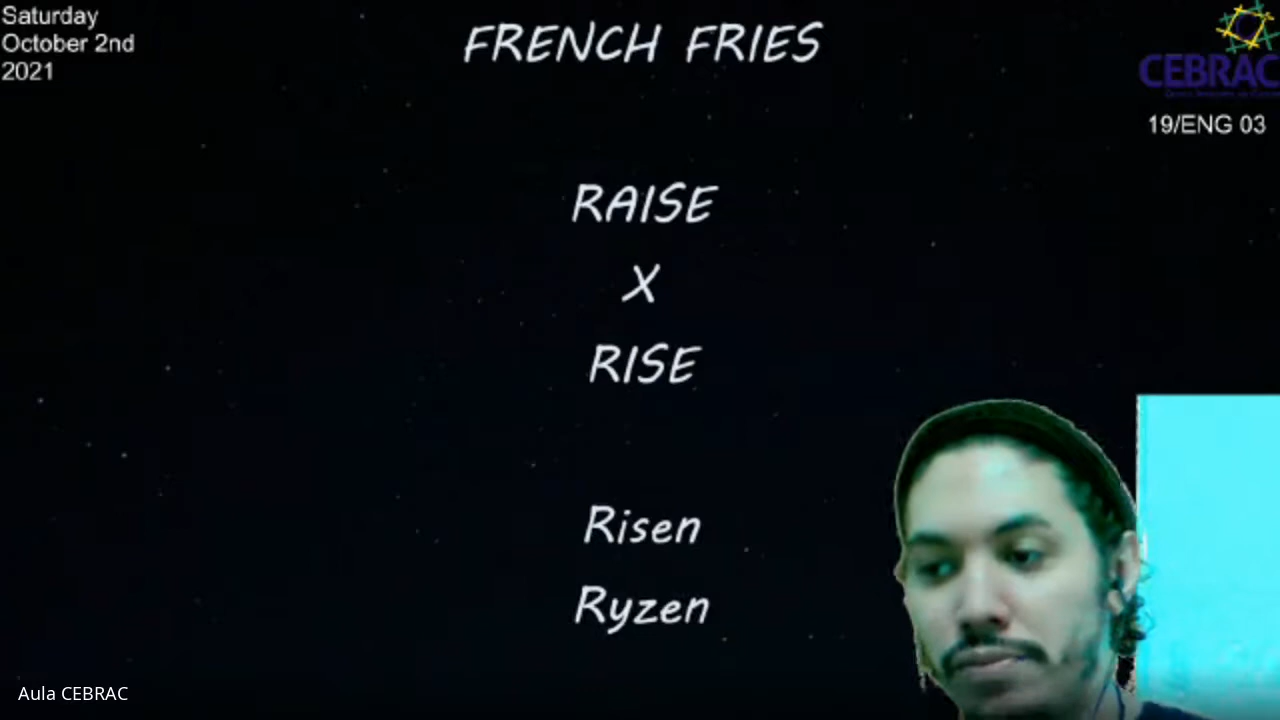 Saturday
October 2nd
2021
FRENCH FRIES
CEBRAC
19/ENG 03
RAISE
X
RISE
Risen
Ryzen
Aula CEBRAC